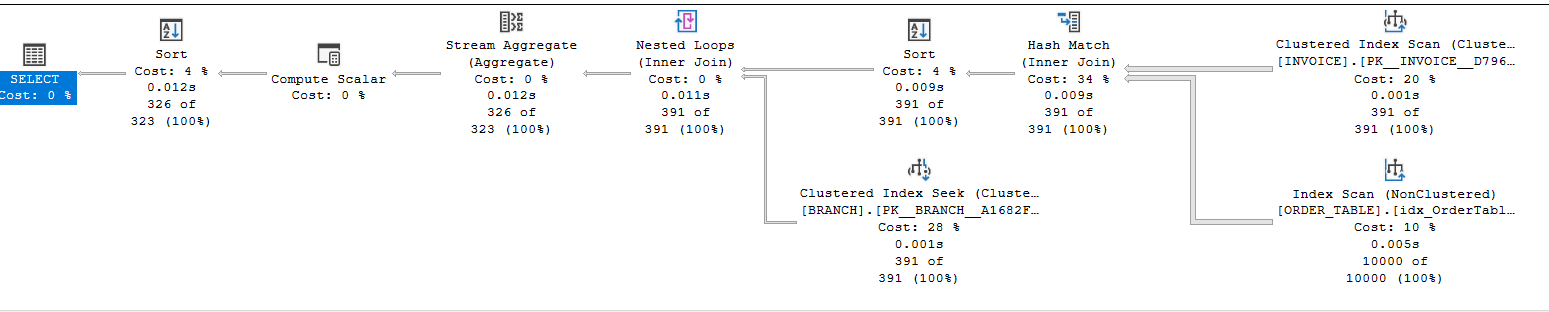 SELECT
Cost: 0 %
Sort
Cost: 4 %
0.012s
326 of
323 (100%)
Compute Scalar
Cost: 0 %
Stream Aggregate
(Aggregate)
Cost: 0 %
0.012s
326 of
323 (100%)
Nested Loops
(Inner Join)
Cost: 0 %
0.011s
391 of
391 (100%)
Sort
Cost: 4 %
0.009s
391 of
391 (100%)
Hash Match
(Inner Join)
Cost: 34 %
0.009s
391 of
391 (100%)
Clustered Index Scan (Cluste…
[INVOICE].[PK__INVOICE__D796…
Cost: 20 %
0.001s
391 of
391 (100%)
Clustered Index Seek (Cluste…
[BRANCH].[PK__BRANCH__A1682F…
Cost: 28 %
0.001s
391 of
391 (100%)
Index Scan (NonClustered)
[ORDER_TABLE].[idx_OrderTabl…
Cost: 10 %
0.005s
10000 of
10000 (100%)